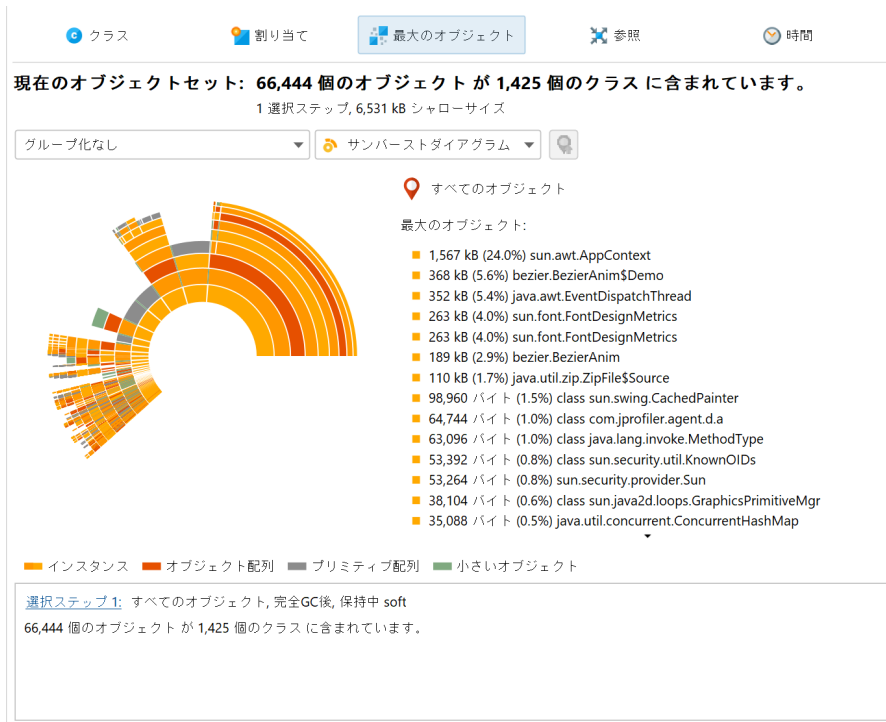 クラス 割り当て 最大のオブジェクト 参照 時間
現在のオブジェクトセット: 66,444 個のオブジェクト が 1,425 個のクラス に含まれています。
1 選択ステップ, 6,531 kB シャローサイズ
グループ化なし サンバーストダイアグラム
すべてのオブジェクト
最大のオブジェクト:
1,567 kB (24.0%) sun.awt.AppContext
368 kB (5.6%) bezier.BezierAnim$Demo
352 kB (5.4%) java.awt.EventDispatchThread
263 kB (4.0%) sun.font.FontDesignMetrics
263 kB (4.0%) sun.font.FontDesignMetrics
189 kB (2.9%) bezier.BezierAnim
110 kB (1.7%) java.util.zip.ZipFile$Source
98,960 バイト (1.5%) class sun.swing.CachedPainter
64,744 バイト (1.0%) class com.jprofiler.agent.d.a
63,096 バイト (1.0%) class java.lang.invoke.MethodType
53,392 バイト (0.8%) class sun.security.util.KnownOIDs
53,264 バイト (0.8%) sun.security.provider.Sun
38,104 バイト (0.6%) class sun.java2d.loops.GraphicsPrimitiveMgr
35,088 バイト (0.5%) java.util.concurrent.ConcurrentHashMap
インスタンス オブジェクト配列 プリミティブ配列 小さいオブジェクト
選択ステップ 1: すべてのオブジェクト, 完全GC後, 保持中 soft
66,444 個のオブジェクト が 1,425 個のクラス に含まれています。